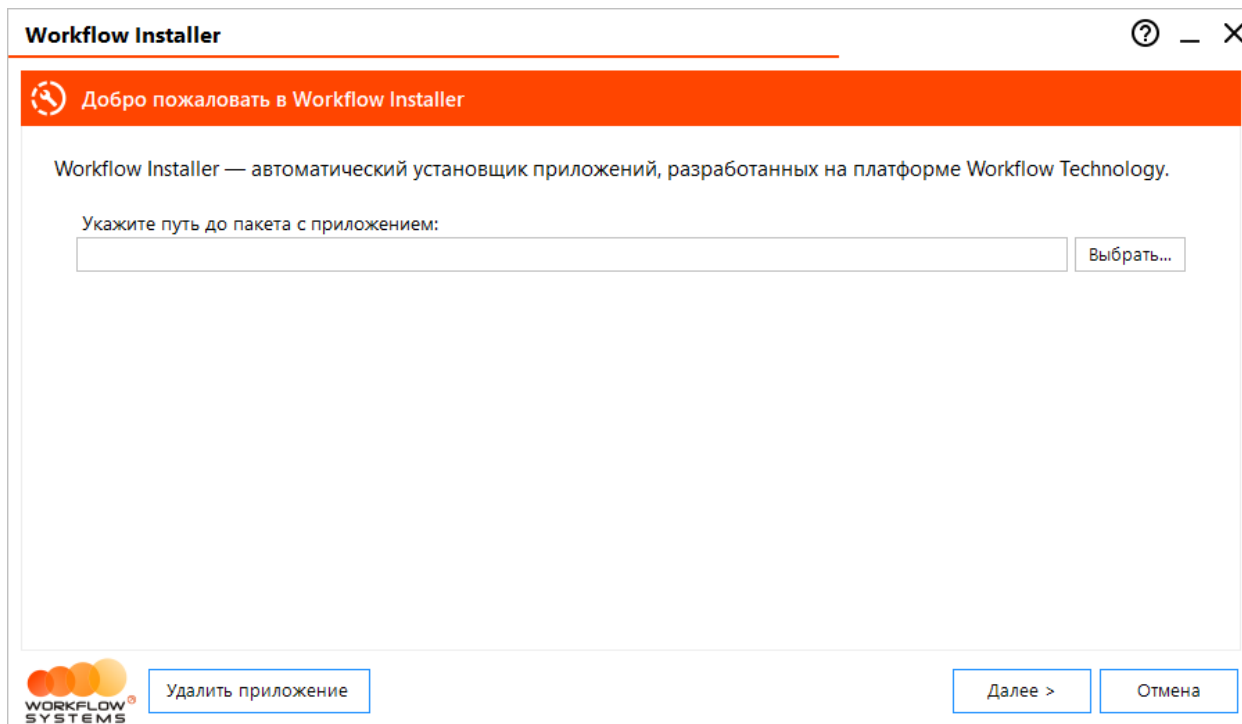 Workflow Installer
Добро пожаловать в Workflow Installer
Workflow Installer — автоматический установщик приложений, разработанных на платформе Workflow Technology.
Укажите путь до пакета с приложением:
Выбрать...
WORKFLOW®
SYSTEMS
Удалить приложение
Далее >
Отмена